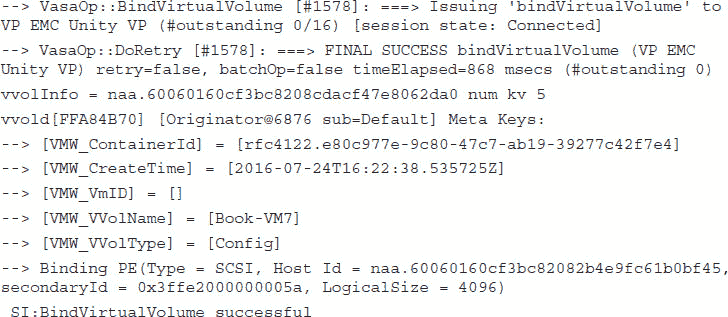 --> VasaOp::BindVirtualVolume [#1578]: ===> Issuing 'bindVirtualVolume' to
VP EMC Unity VP (#outstanding 0/16) [session state: Connected]
--> VasaOp::DoRetry [#1578]: ===> FINAL SUCCESS bindVirtualVolume (VP EMC
Unity VP) retry=false, batchOp=false timeElapsed=868 msecs (#outstanding 0)
vvolInfo = naa.60060160cf3bc8208cdacf47e8062da0 num kv 5
vvold[FFA84B70] [Originator@6876 sub=Default] Meta Keys:
--> [VMW_ContainerId] = [rfc4122.e80c977e-9c80-47c7-ab19-39277c42f7e4]
--> [VMW_CreateTime] = [2016-07-24T16:22:38.535725Z]
--> [VMW_VmID] = []
--> [VMW_VVolName] = [Book-VM7]
--> [VMW_VVolType] = [Config]
--> Binding PE(Type = SCSI, Host Id = naa.60060160cf3bc82082b4e9fc61b0bf45,
secondaryId = 0x3ffe2000000005a, LogicalSize = 4096)
SI:BindVirtualVolume successful